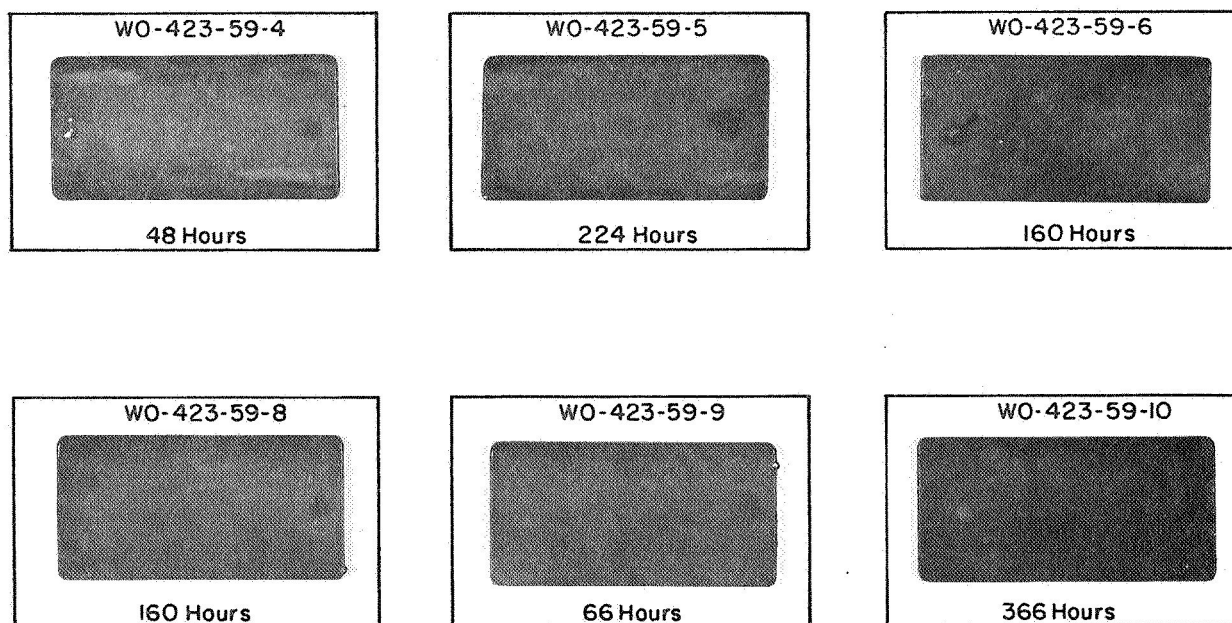 WO-423-59-4
48 Hours
WO-423-59-5
224 Hours
WO-423-59-6
160 Hours
WO-423-59-8
160 Hours
WO-423-59-9
66 Hours
WO-423-59-10
366 Hours